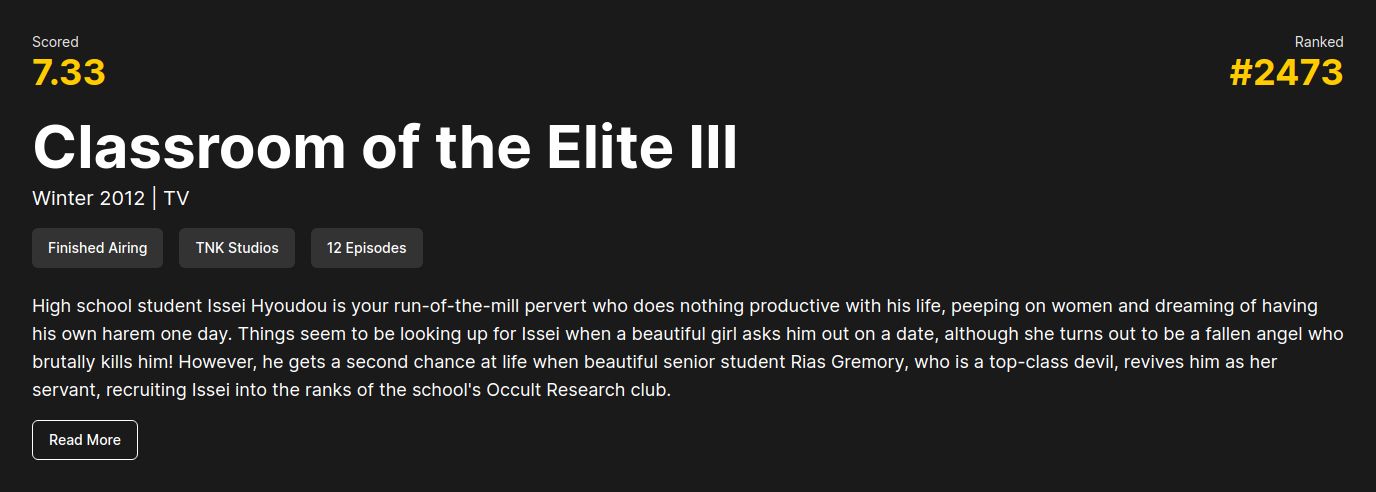 Scored
Ranked
7.33
#2473
Classroom of the Elite III
Winter 2012 | TV
Finished Airing
TNK Studios
12 Episodes
High school student Issei Hyoudou is your run-of-the-mill pervert who does nothing productive with his life, peeping on women and dreaming of having
his own harem one day. Things seem to be looking up for Issei when a beautiful girl asks him out on a date, although she turns out to be a fallen angel who
brutally kills him! However, he gets a second chance at life when beautiful senior student Rias Gremory, who is a top-class devil, revives him as her
servant, recruiting Issei into the ranks of the school's Occult Research club.
Read More